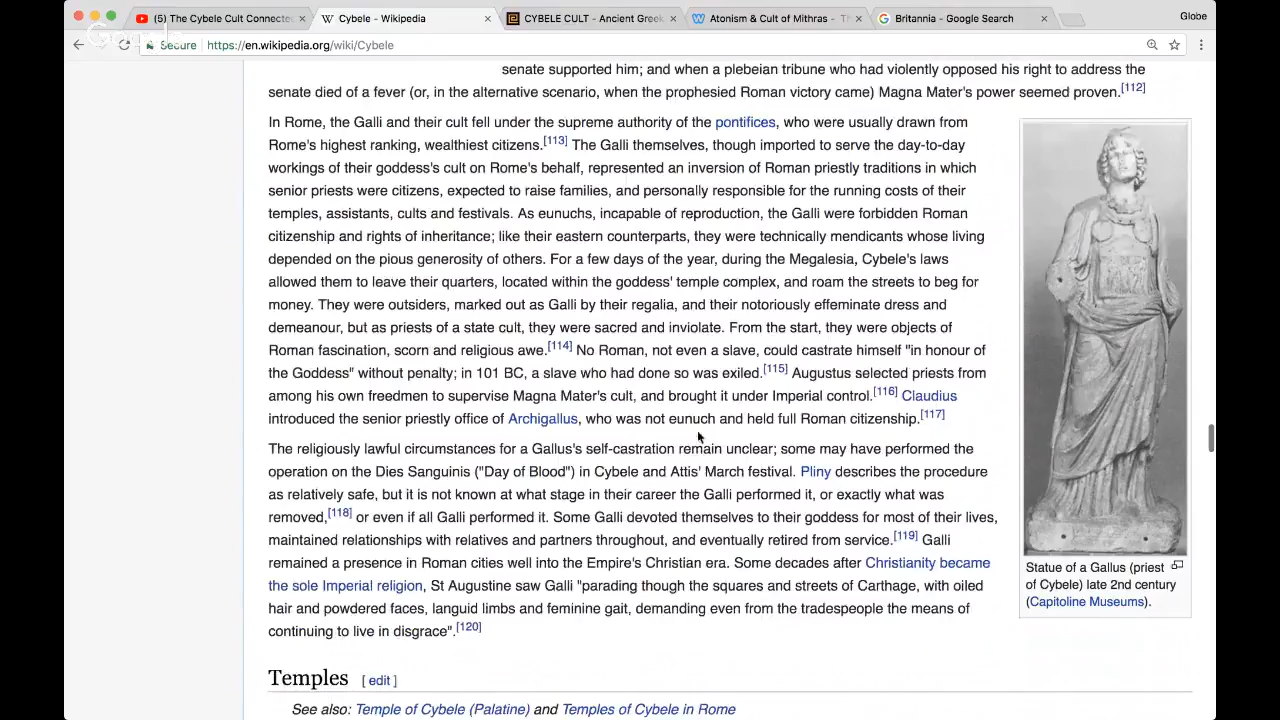 (5) The Cybele Cult Connecte
Cybele - Wikipedia
CYBELE CULT - Ancient Greek
Atonism & Cult of Mithras - Th
Britannia - Google Search
Globe
Google
Secure
https://en.wikipedia.org/wiki/Cybele
senate supported him; and when a plebeian tribune who had violently opposed his right to address the
senate died of a fever (or, in the alternative scenario, when the prophesied Roman victory came) Magna Mater's power seemed proven.[112]
In Rome, the Galli and their cult fell under the supreme authority of the pontifices, who were usually drawn from
Rome's highest ranking, wealthiest citizens.[113] The Galli themselves, though imported to serve the day-to-day
workings of their goddess's cult on Rome's behalf, represented an inversion of Roman priestly traditions in which
senior priests were citizens, expected to raise families, and personally responsible for the running costs of their
temples, assistants, cults and festivals. As eunuchs, incapable of reproduction, the Galli were forbidden Roman
citizenship and rights of inheritance; like their eastern counterparts, they were technically mendicants whose living
depended on the pious generosity of others. For a few days of the year, during the Megalesia, Cybele's laws
allowed them to leave their quarters, located within the goddess' temple complex, and roam the streets to beg for
money. They were outsiders, marked out as Galli by their regalia, and their notoriously effeminate dress and
demeanour, but as priests of a state cult, they were sacred and inviolate. From the start, they were objects of
Roman fascination, scorn and religious awe.[114] No Roman, not even a slave, could castrate himself "in honour of
the Goddess" without penalty; in 101 BC, a slave who had done so was exiled.[115] Augustus selected priests from
among his own freedmen to supervise Magna Mater's cult, and brought it under Imperial control.[116] Claudius
introduced the senior priestly office of Archigallus, who was not eunuch and held full Roman citizenship.[117]
The religiously lawful circumstances for a Gallus's self-castration remain unclear; some may have performed the
operation on the Dies Sanguinis ("Day of Blood") in Cybele and Attis' March festival. Pliny describes the procedure
as relatively safe, but it is not known at what stage in their career the Galli performed it, or exactly what was
removed,[118] or even if all Galli performed it. Some Galli devoted themselves to their goddess for most of their lives,
maintained relationships with relatives and partners throughout, and eventually retired from service.[119] Galli
remained a presence in Roman cities well into the Empire's Christian era. Some decades after Christianity became
the sole Imperial religion, St Augustine saw Galli "parading though the squares and streets of Carthage, with oiled
hair and powdered faces, languid limbs and feminine gait, demanding even from the tradespeople the means of
continuing to live in disgrace".[120]
Statue of a Gallus (priest
of Cybele) late 2nd century
(Capitoline Museums).
Temples [ edit ]
See also: Temple of Cybele (Palatine) and Temples of Cybele in Rome